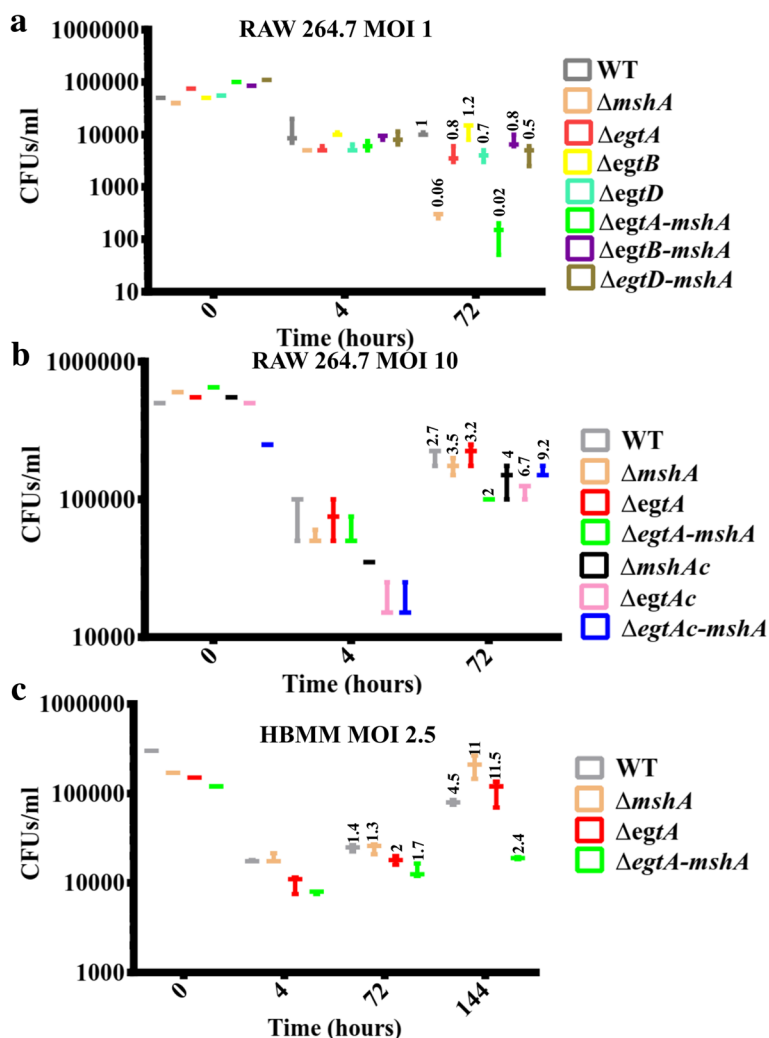 a
RAW 264.7 MOI 1
1000000
100000
10000
1000
100
10
CFUs/ml
1
0.06
0.8
1.2
0.7
0.02
0.8
0.5
0
4
72
Time (hours)
WT
ΔmshA
ΔegtA
ΔegtB
ΔegtD
ΔegtA-mshA
ΔegtB-mshA
ΔegtD-mshA
b
RAW 264.7 MOI 10
1000000
100000
10000
CFUs/ml
2.7
3.5
3.2
2
4
6.7
9.2
0
4
72
Time (hours)
WT
ΔmshA
ΔegtA
ΔegtA-mshA
ΔmshAc
ΔegtAc
ΔegtAc-mshA
c
HBMM MOI 2.5
1000000
100000
10000
1000
CFUs/ml
1.4
1.3
2
1.7
4.5
11
11.5
2.4
0
4
72
144
Time (hours)
WT
ΔmshA
ΔegtA
ΔegtA-mshA